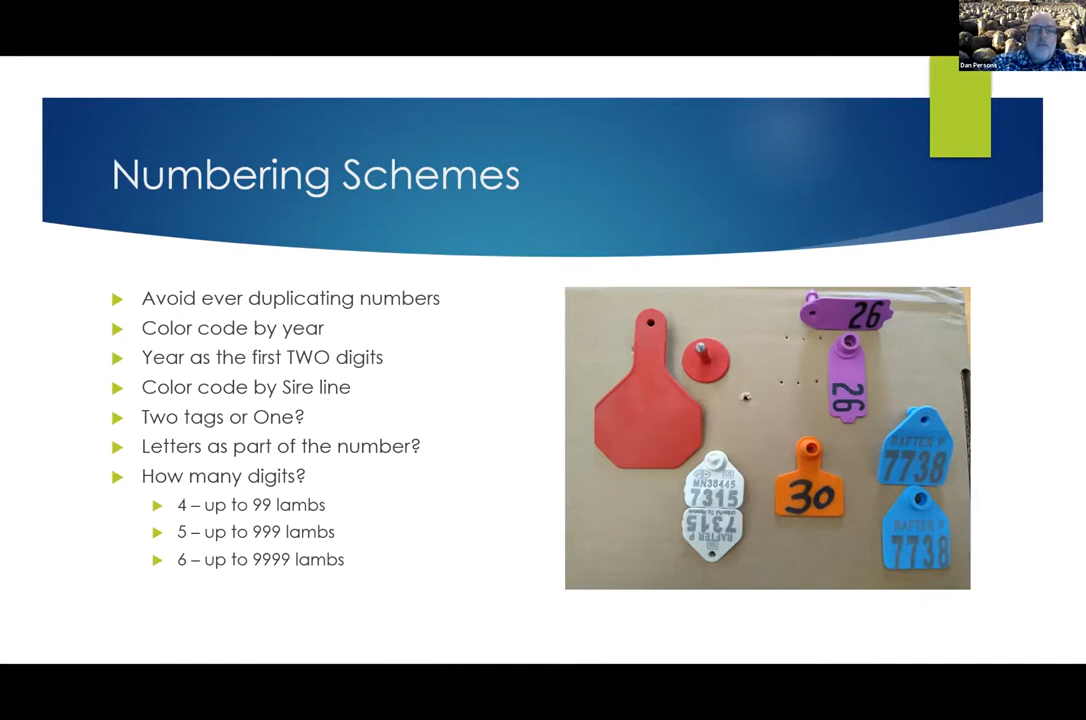 Dan Persons
Numbering Schemes
Avoid ever duplicating numbers
Color code by year
Year as the first TWO digits
Color code by Sire line
Two tags or One?
Letters as part of the number?
How many digits?
4 – up to 99 lambs
5 – up to 999 lambs
6 – up to 9999 lambs
26
26
RAFTER P
7738
MN38445
7315
7315
RAFTER P
30
RAFTER P
7738